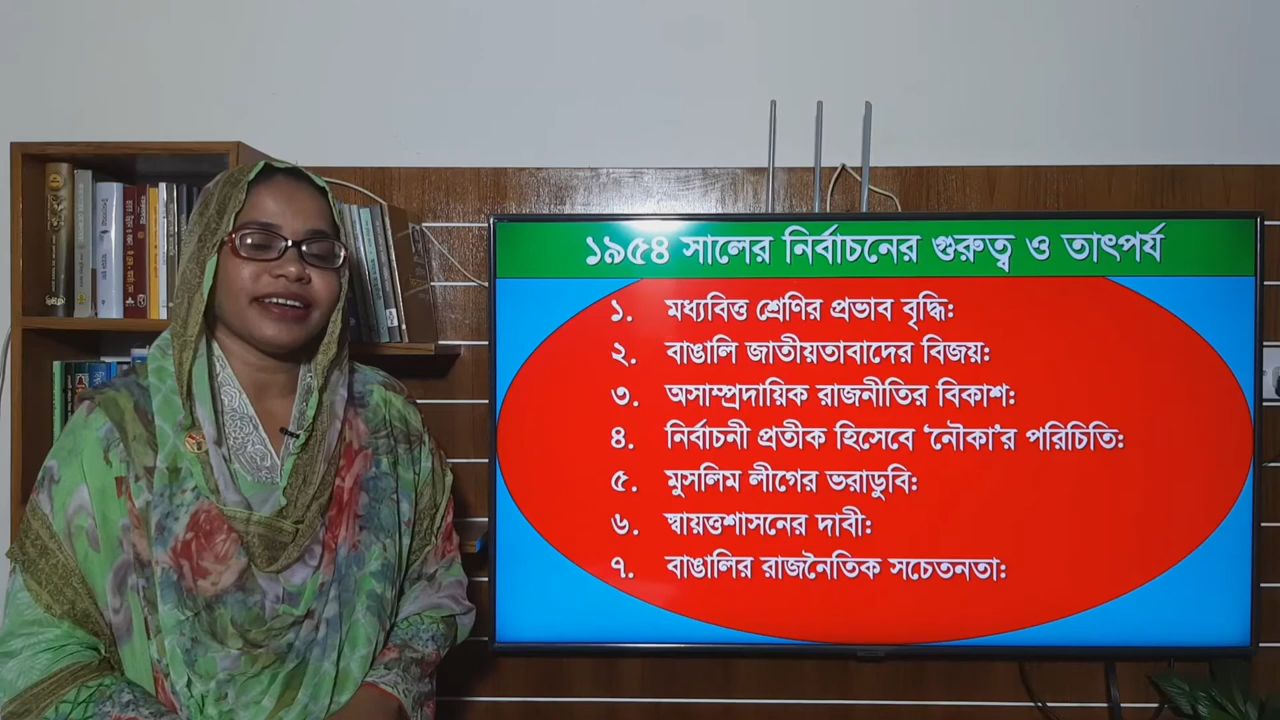 ১৯৫৪ সালের নির্বাচনের গুরুত্ব ও তাৎপর্য
১. মধ্যবিত্ত শ্রেণির প্রভাব বৃদ্ধি:
২. বাঙালি জাতীয়তাবাদের বিজয়:
৩. অসাম্প্রদায়িক রাজনীতির বিকাশ:
৪. নির্বাচনী প্রতীক হিসেবে ‘নৌকা’র পরিচিতি:
৫. মুসলিম লীগের ভরাডুবি:
৬. স্বায়ত্তশাসনের দাবী:
৭. বাঙালির রাজনৈতিক সচেতনতা: